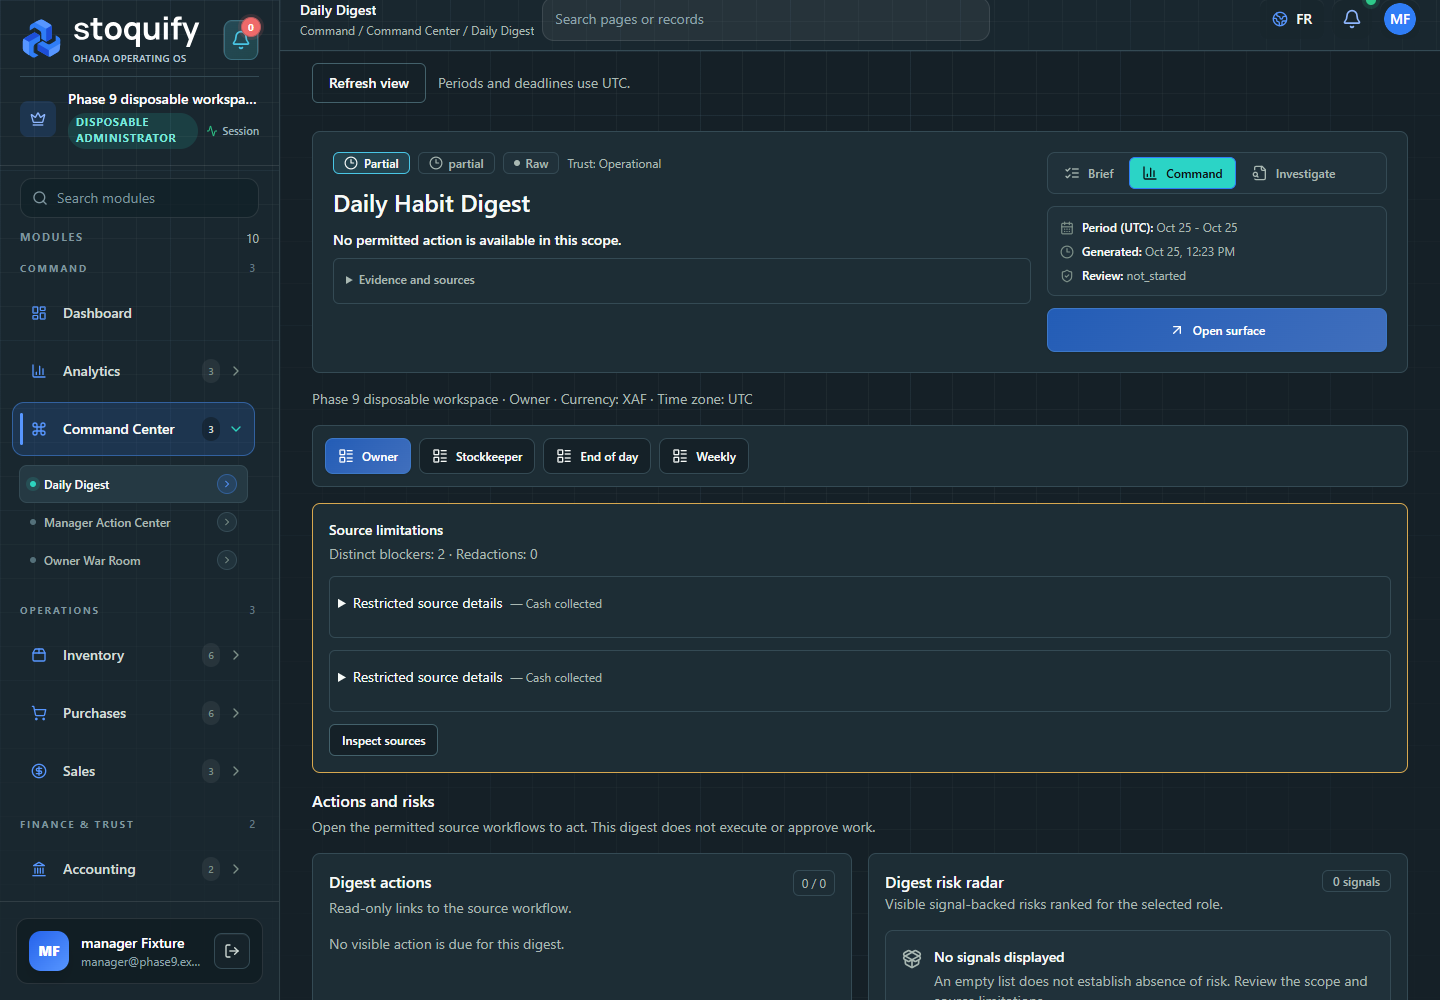 stoquify
OHADA OPERATING OS
0
Phase 9 disposable workspa...
DISPOSABLE ADMINISTRATOR
Session
Search modules
MODULES 10
COMMAND 3
Dashboard
Analytics 3
Command Center 3
Daily Digest
Manager Action Center
Owner War Room
OPERATIONS 3
Inventory 6
Purchases 6
Sales 3
FINANCE & TRUST 2
Accounting 2
MF
manager Fixture
manager@phase9.ex...
Daily Digest
Command / Command Center / Daily Digest
Search pages or records
FR
MF
Refresh view
Periods and deadlines use UTC.
Partial
partial
Raw
Trust: Operational
Daily Habit Digest
No permitted action is available in this scope.
Evidence and sources
Brief
Command
Investigate
Period (UTC): Oct 25 - Oct 25
Generated: Oct 25, 12:23 PM
Review: not_started
Open surface
Phase 9 disposable workspace · Owner · Currency: XAF · Time zone: UTC
Owner
Stockkeeper
End of day
Weekly
Source limitations
Distinct blockers: 2 · Redactions: 0
Restricted source details — Cash collected
Restricted source details — Cash collected
Inspect sources
Actions and risks
Open the permitted source workflows to act. This digest does not execute or approve work.
Digest actions
0 / 0
Read-only links to the source workflow.
No visible action is due for this digest.
Digest risk radar
0 signals
Visible signal-backed risks ranked for the selected role.
No signals displayed
An empty list does not establish absence of risk. Review the scope and
source limitations.